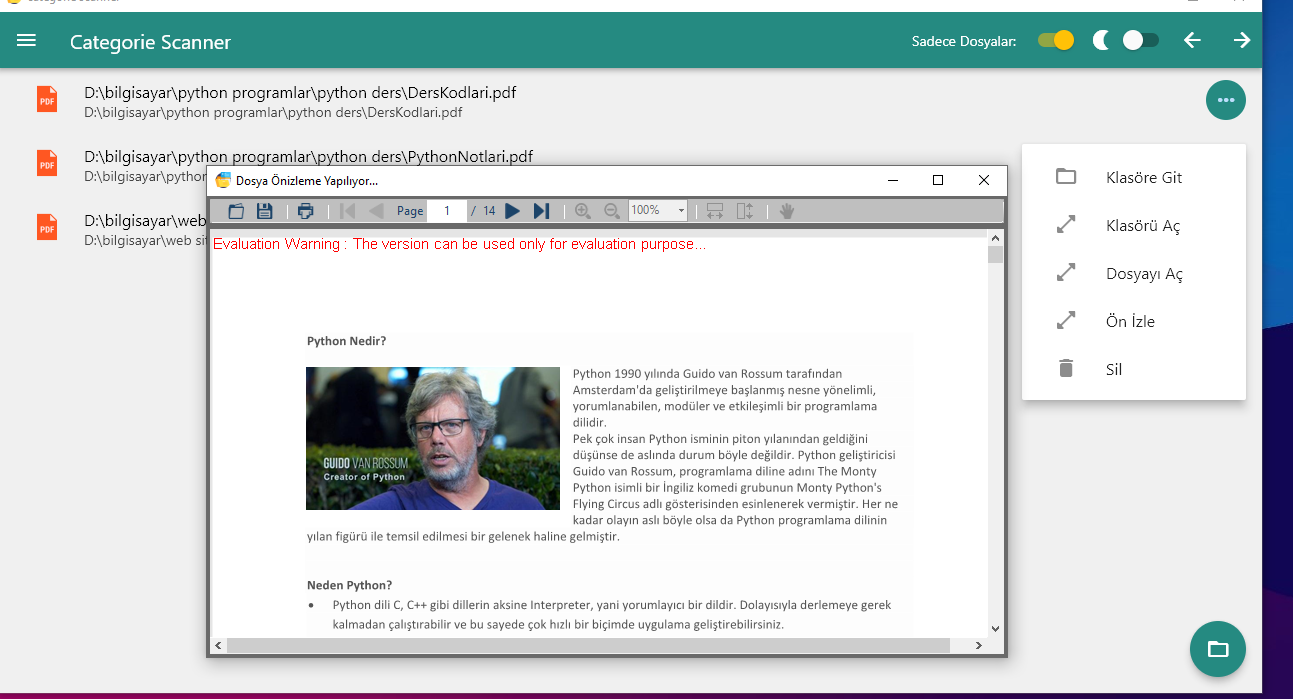 Categorie Scanner
Sadece Dosyalar:
PDF
D:\bilgisayar\python programlar\python ders\DersKodlari.pdf
D:\bilgisayar\python programlar\python ders\DersKodlari.pdf
PDF
D:\bilgisayar\python programlar\python ders\PythonNotlari.pdf
D:\bilgisayar\python
PDF
D:\bilgisayar\web
D:\bilgisayar\web sit
Klasöre Git
Klasörü Aç
Dosyayı Aç
Ön İzle
Sil
Dosya Önizleme Yapılıyor...
Page 1 / 14 100%
Evaluation Warning : The version can be used only for evaluation purpose...
Python Nedir?
GUIDO VAN ROSSUM
Creator of Python
Python 1990 yılında Guido van Rossum tarafından
Amsterdam'da geliştirilmeye başlanmış nesne yönelimli,
yorumlanabilen, modüler ve etkileşimli bir programlama
dilidir.
Pek çok insan Python isminin piton yılanından geldiğini
düşünse de aslında durum böyle değildir. Python geliştiricisi
Guido van Rossum, programlama diline adını The Monty
Python isimli bir İngiliz komedi grubunun Monty Python's
Flying Circus adlı gösterisinden esinlenerek vermiştir. Her ne
kadar olayın aslı böyle olsa da Python programlama dilinin
yılan figürü ile temsil edilmesi bir gelenek haline gelmiştir.
Neden Python?
• Python dili C, C++ gibi dillerin aksine Interpreter, yani yorumlayıcı bir dildir. Dolayısıyla derlemeye gerek
kalmadan çalıştırabilir ve bu sayede çok hızlı bir biçimde uygulama geliştirebilirsiniz.